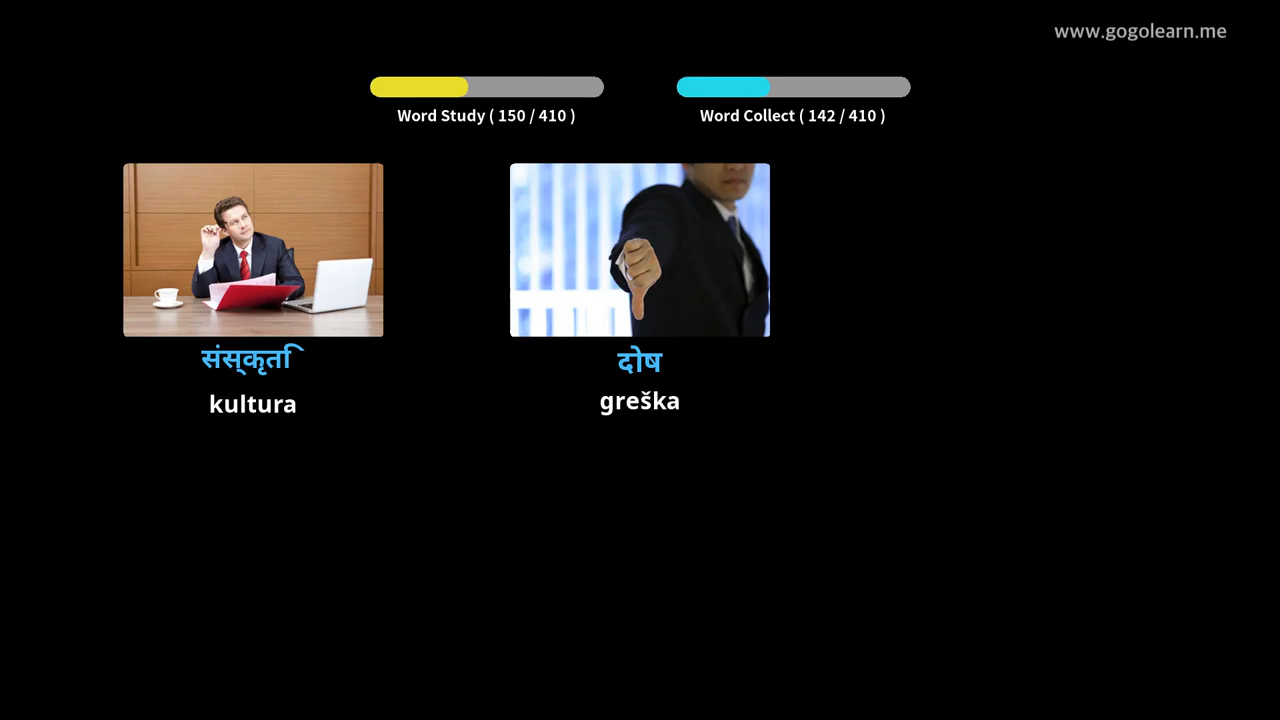 www.gogolearn.me
Word Study ( 150 / 410 )
Word Collect ( 142 / 410 )
संस्कृति
kultura
दोष
greška